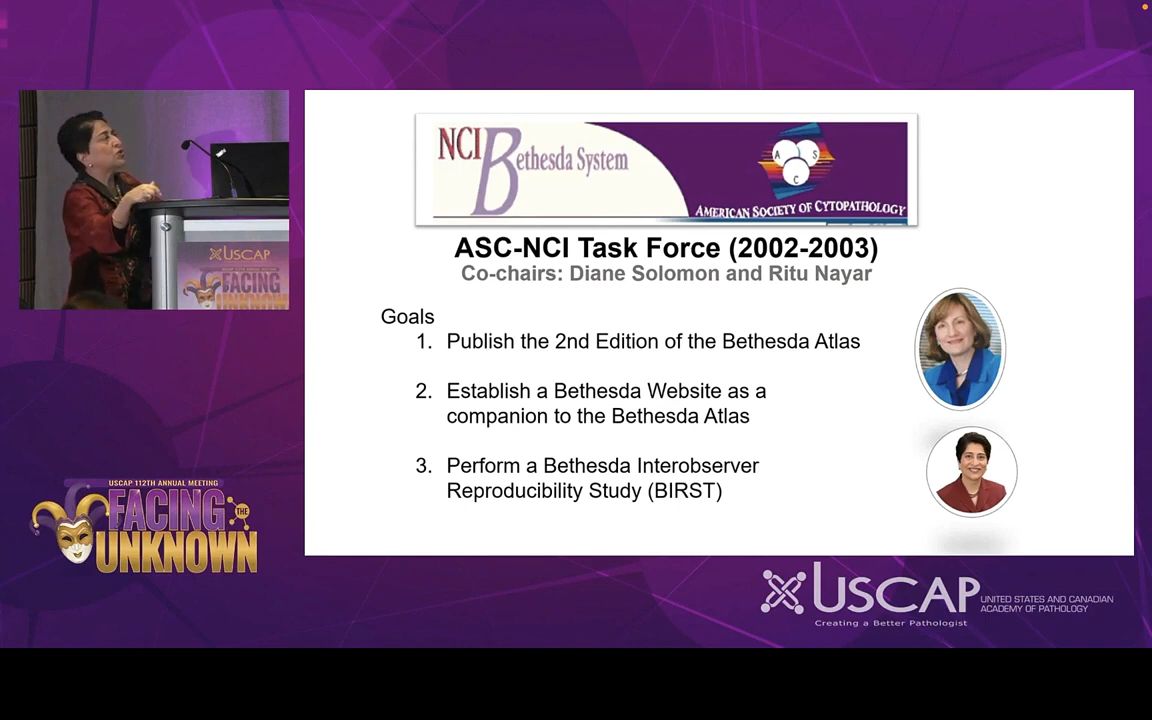 NCI Bethesda System
A S
C
AMERICAN SOCIETY OF CYTOPATHOLOGY
ASC-NCI Task Force (2002-2003)
Co-chairs: Diane Solomon and Ritu Nayar
Goals
1. Publish the 2nd Edition of the Bethesda Atlas
2. Establish a Bethesda Website as a
companion to the Bethesda Atlas
3. Perform a Bethesda Interobserver
Reproducibility Study (BIRST)
USCAP
FACING
UNKNOWN
USCAP 112TH ANNUAL MEETING
FACING
THE
UNKNOWN
USCAP
UNITED STATES AND CANADIAN
ACADEMY OF PATHOLOGY
Creating a Better Pathologist